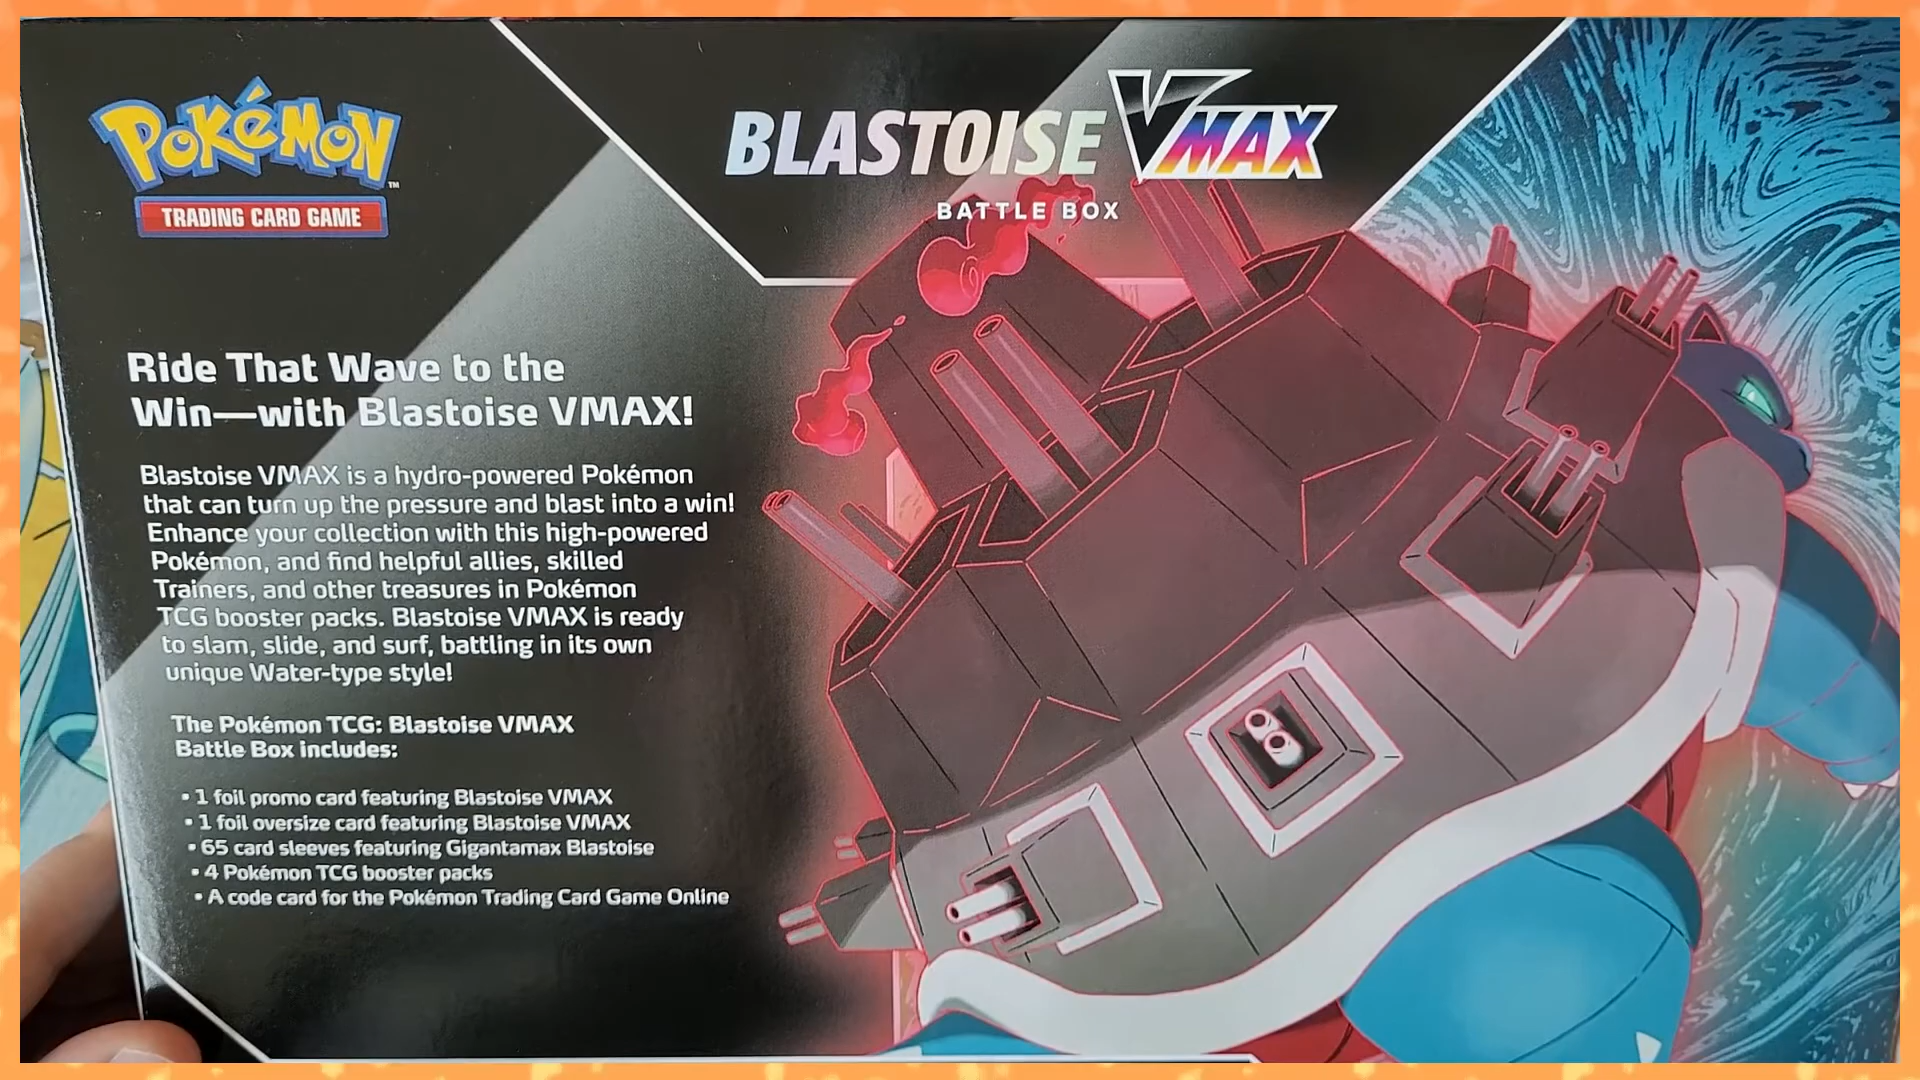 POKéMON
TM
TRADING CARD GAME
BLASTOISE VMAX
BATTLE BOX
Ride That Wave to the
Win—with Blastoise VMAX!
Blastoise VMAX is a hydro-powered Pokémon
that can turn up the pressure and blast into a win!
Enhance your collection with this high-powered
Pokémon, and find helpful allies, skilled
Trainers, and other treasures in Pokémon
TCG booster packs. Blastoise VMAX is ready
to slam, slide, and surf, battling in its own
unique Water-type style!
The Pokémon TCG: Blastoise VMAX
Battle Box includes:
• 1 foil promo card featuring Blastoise VMAX
• 1 foil oversize card featuring Blastoise VMAX
• 65 card sleeves featuring Gigantamax Blastoise
• 4 Pokémon TCG booster packs
• A code card for the Pokémon Trading Card Game Online